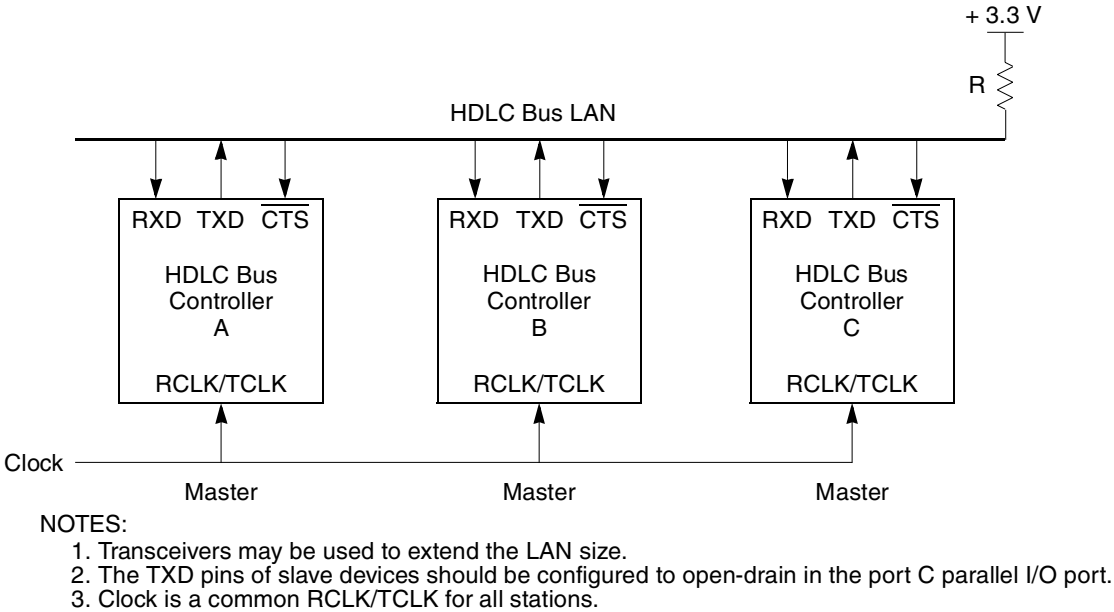 + 3.3 V
R
HDLC Bus LAN
RXD TXD CTS
RXD TXD CTS
RXD TXD CTS
HDLC Bus
Controller
A
HDLC Bus
Controller
B
HDLC Bus
Controller
C
RCLK/TCLK
RCLK/TCLK
RCLK/TCLK
Clock
Master
Master
Master
NOTES:
1. Transceivers may be used to extend the LAN size.
2. The TXD pins of slave devices should be configured to open-drain in the port C parallel I/O port.
3. Clock is a common RCLK/TCLK for all stations.